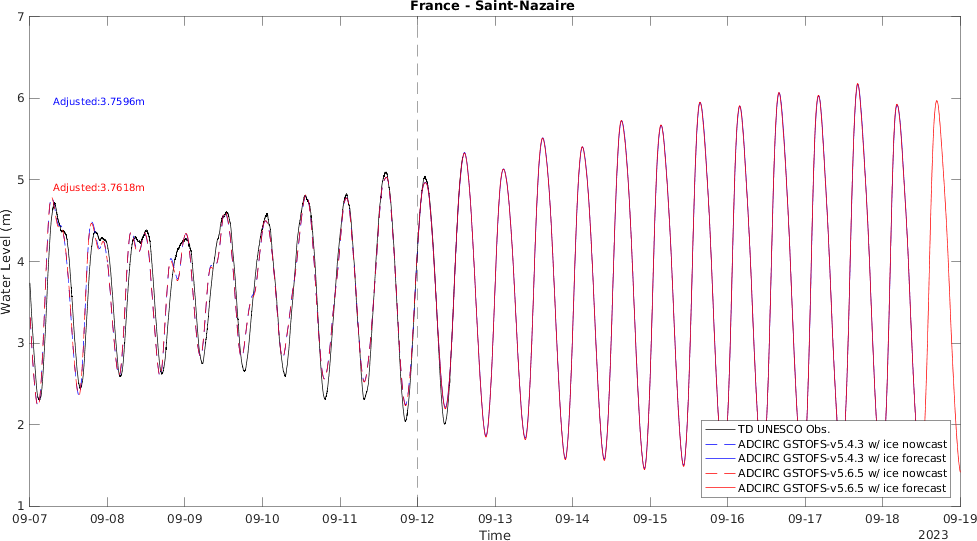 France - Saint-Nazaire
7
6
5
4
3
2
1
Water Level (m)
Adjusted:3.7596m
Adjusted:3.7618m
TD UNESCO Obs.
ADCIRC GSTOFS-v5.4.3 w/ ice nowcast
ADCIRC GSTOFS-v5.4.3 w/ ice forecast
ADCIRC GSTOFS-v5.6.5 w/ ice nowcast
ADCIRC GSTOFS-v5.6.5 w/ ice forecast
09-07 09-08 09-09 09-10 09-11 09-12 09-13 09-14 09-15 09-16 09-17 09-18 09-19
Time
2023